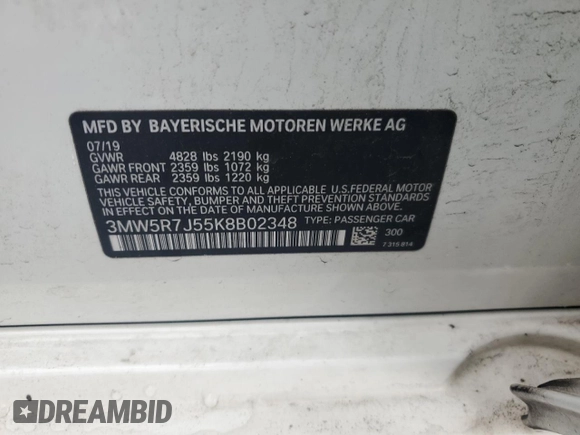 MFD BY BAYERISCHE MOTOREN WERKE AG
07/19
GVWR 4828 lbs 2190 kg
GAWR FRONT 2359 lbs 1072 kg
GAWR REAR 2359 lbs 1220 kg
THIS VEHICLE CONFORMS TO ALL APPLICABLE U.S.FEDERAL MOTOR
VEHICLE SAFETY, BUMPER, AND THEFT PREVENTION STANDARDS
IN EFFECT ON THE DATE OF MANUFACTURE SHOWN ABOVE.
3MW5R7J55K8B02348 TYPE: PASSENGER CAR
300
7 315 814
DREAMBID